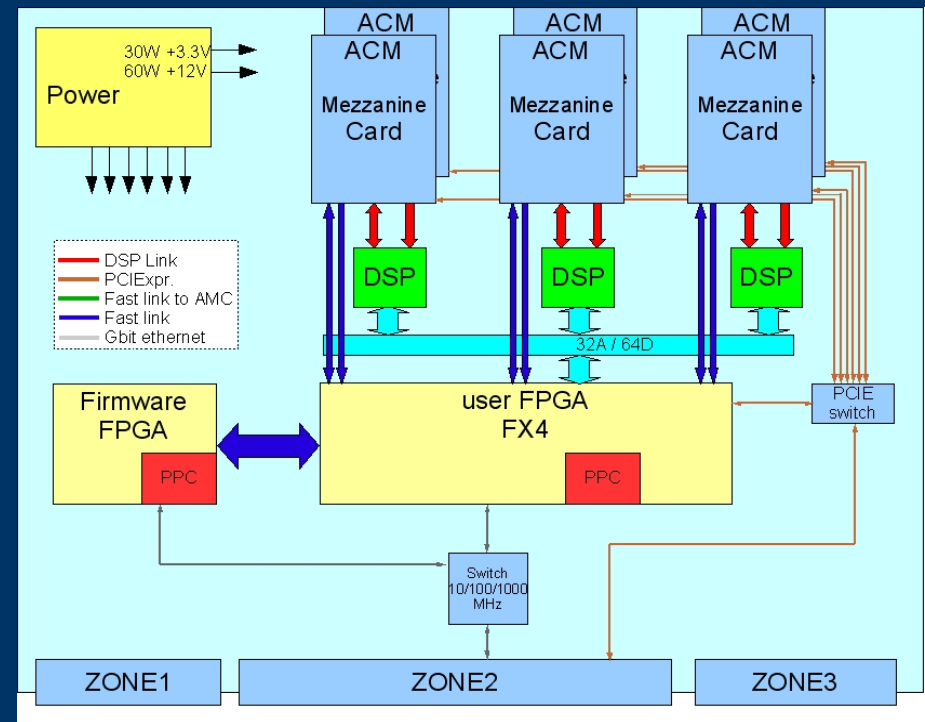 30W +3.3V
60W +12V
Power
ACM
ACM
Mezzanine
Card
ACM
ACM
Mezzanine
Card
ACM
ACM
Mezzanine
Card
e
e
e
DSP Link
PCIExpr.
Fast link to AMC
Fast link
Gbit ethernet
DSP
DSP
DSP
32A / 64D
Firmware
FPGA
PPC
user FPGA
FX4
PPC
PCIE
switch
Switch
10/100/1000
MHz
ZONE1
ZONE2
ZONE3